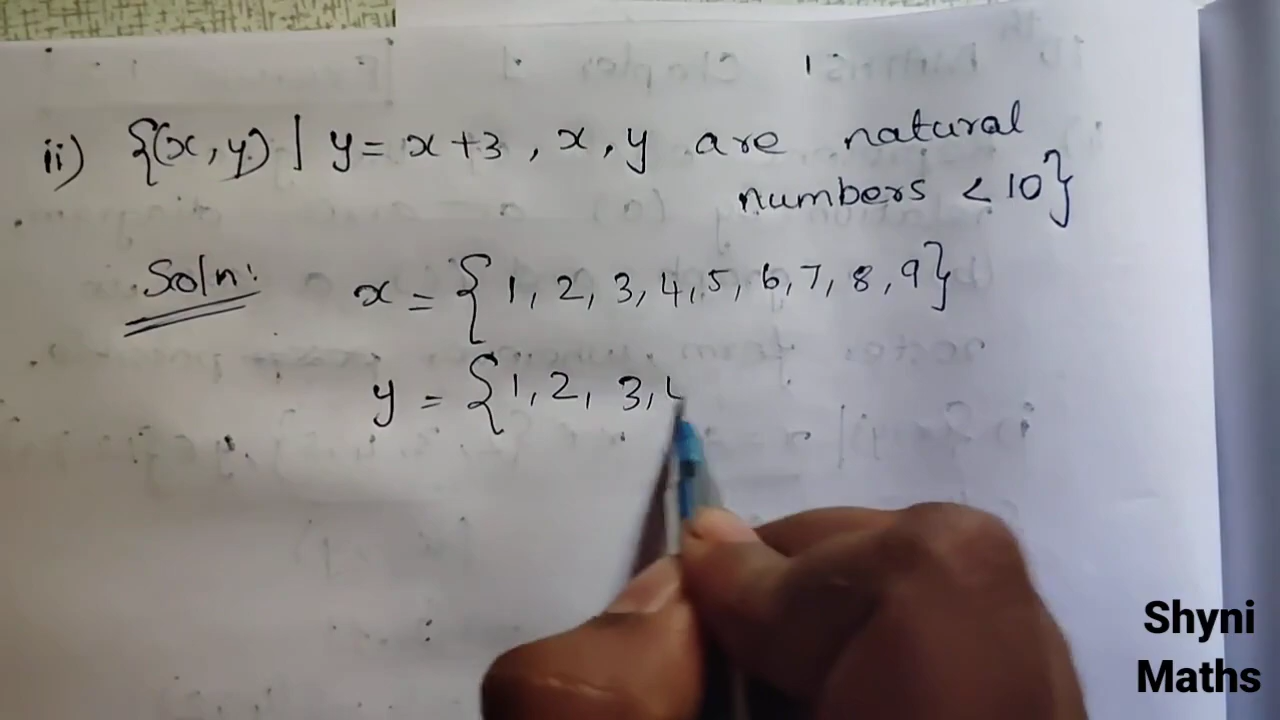 ii) {(x, y) | y = x + 3, x, y are natural
numbers < 10}
Soln:
x = {1, 2, 3, 4, 5, 6, 7, 8, 9}
y = {1, 2, 3,
Shyni
Maths